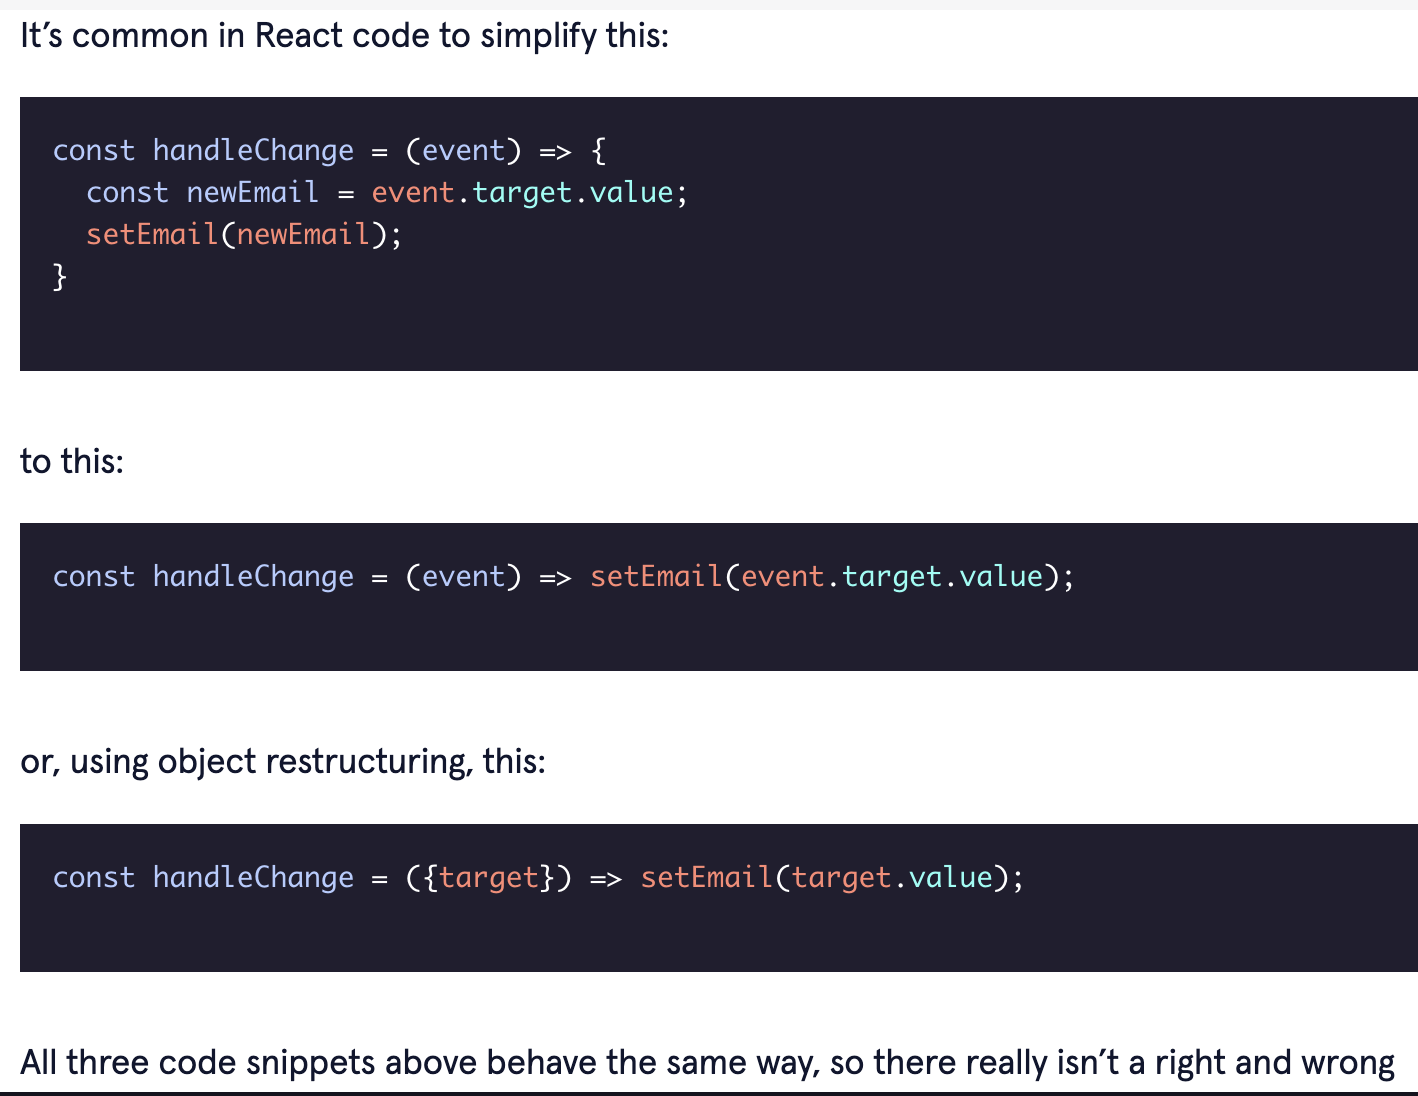 It’s common in React code to simplify this:
const handleChange = (event) => {
  const newEmail = event.target.value;
  setEmail(newEmail);
}
to this:
const handleChange = (event) => setEmail(event.target.value);
or, using object restructuring, this:
const handleChange = ({target}) => setEmail(target.value);
All three code snippets above behave the same way, so there really isn’t a right and wrong